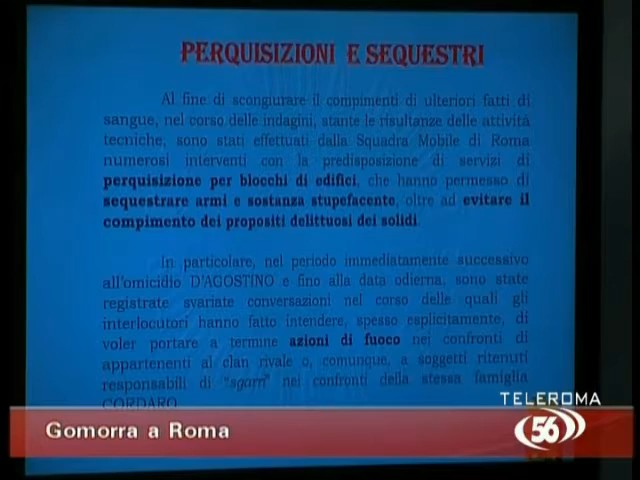 PERQUISIZIONI E SEQUESTRI
Al fine di scongiurare il compimenti di ulteriori fatti di
sangue, nel corso delle indagini, stante le risultanze delle attività
tecniche, sono stati effettuati dalla Squadra Mobile di Roma
numerosi interventi con la predisposizione di servizi di
perquisizione per blocchi di edifici, che hanno permesso di
sequestrare armi e sostanza stupefacente, oltre ad evitare il
compimento dei propositi delittuosi dei solidi.
In particolare, nel periodo immediatamente successivo
all'omicidio D'AGOSTINO e fino alla data odierna, sono state
registrate svariate conversazioni nel corso delle quali gli
interlocutori hanno fatto intendere, spesso esplicitamente, di
voler portare a termine azioni di fuoco nei confronti di
appartenenti al clan rivale o, comunque, a soggetti ritenuti
responsabili di "sgarri" nei confronti della stessa famiglia
CORDARO
TELEROMA
56
Gomorra a Roma